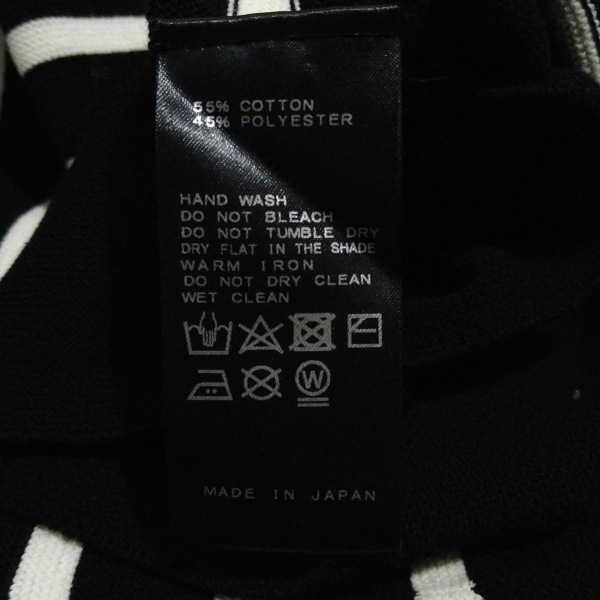 55% COTTON
45% POLYESTER
HAND WASH
DO NOT BLEACH
DO NOT TUMBLE DRY
DRY FLAT IN THE SHADE
WARM IRON
DO NOT DRY CLEAN
WET CLEAN
W
MADE IN JAPAN